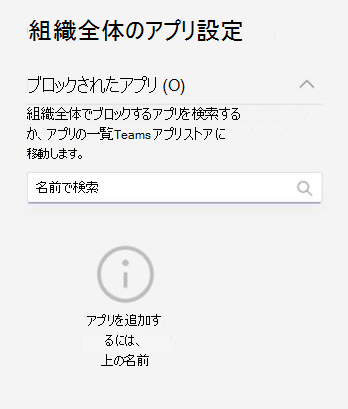 組織全体のアプリ設定
ブロックされたアプリ (O)
組織全体でブロックするアプリを検索する
か、アプリの一覧Teamsアプリストアに
移動します。
名前で検索
アプリを追加す
るには、
上の名前